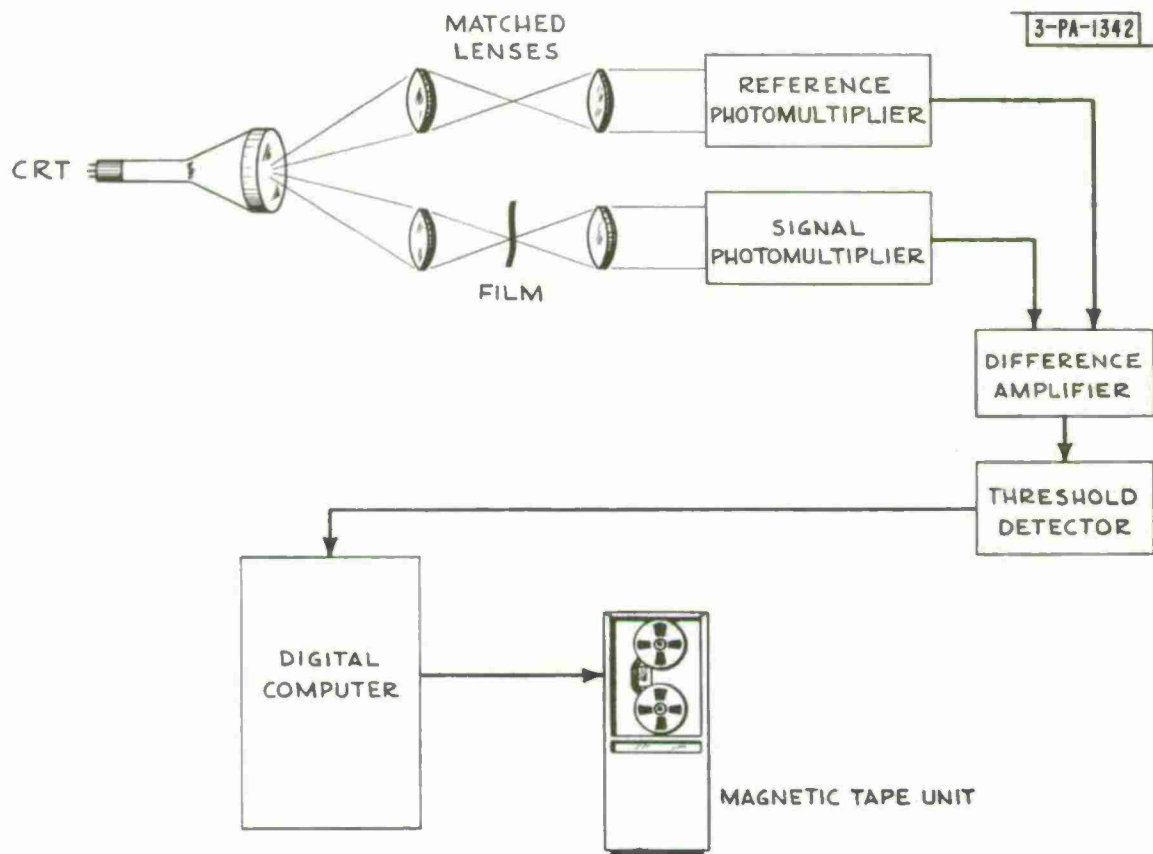 3-PA-1342
MATCHED
LENSES
REFERENCE
PHOTOMULTIPLIER
CRT
SIGNAL
PHOTOMULTIPLIER
FILM
DIFFERENCE
AMPLIFIER
THRESHOLD
DETECTOR
DIGITAL
COMPUTER
MAGNETIC TAPE UNIT